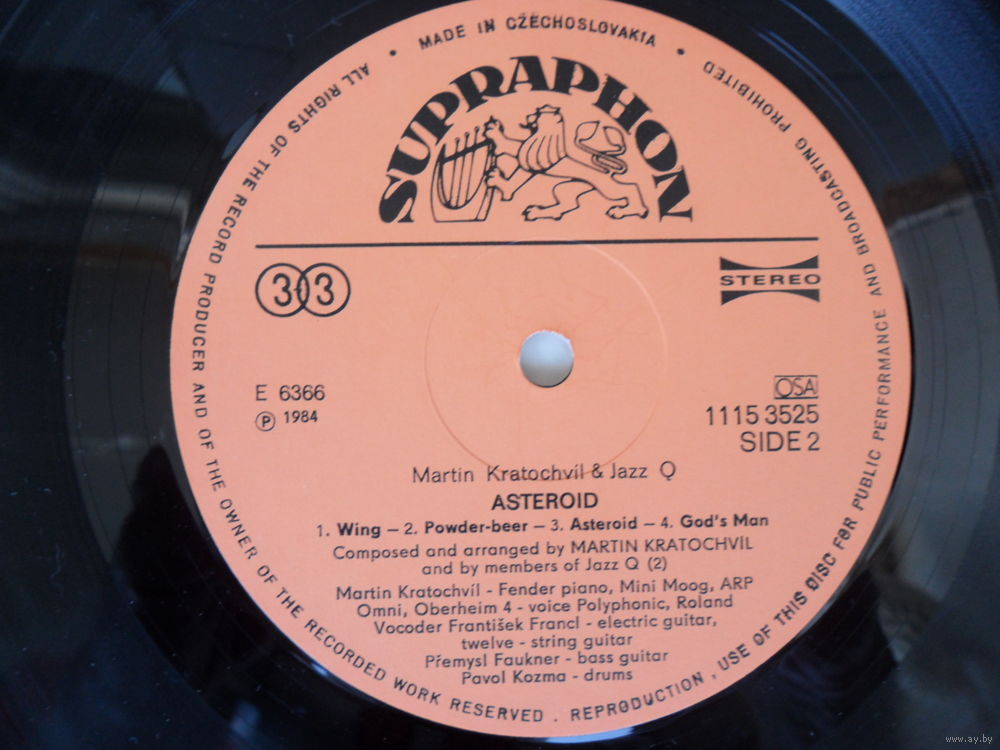 ALL RIGHTS OF THE RECORD PRODUCER AND OF THE OWNER OF THE RECORDED WORK RESERVED . REPRODUCTION , USE OF THIS DISC FOR PUBLIC PERFORMANCE AND BROADCASTING PROHIBITED
• MADE IN CZECHOSLOVAKIA •
SUPRAPHON
33
STEREO
E 6366
Ⓟ 1984
OSA
1115 3525
SIDE 2
Martin Kratochvíl & Jazz Q
ASTEROID
1. Wing – 2. Powder-beer – 3. Asteroid – 4. God's Man
Composed and arranged by MARTIN KRATOCHVÍL
and by members of Jazz Q (2)
Martin Kratochvíl - Fender piano, Mini Moog, ARP
Omni, Oberheim 4 - voice Polyphonic, Roland
Vocoder František Francl - electric guitar,
twelve - string guitar
Přemysl Faukner - bass guitar
Pavol Kozma - drums
www.ay.by